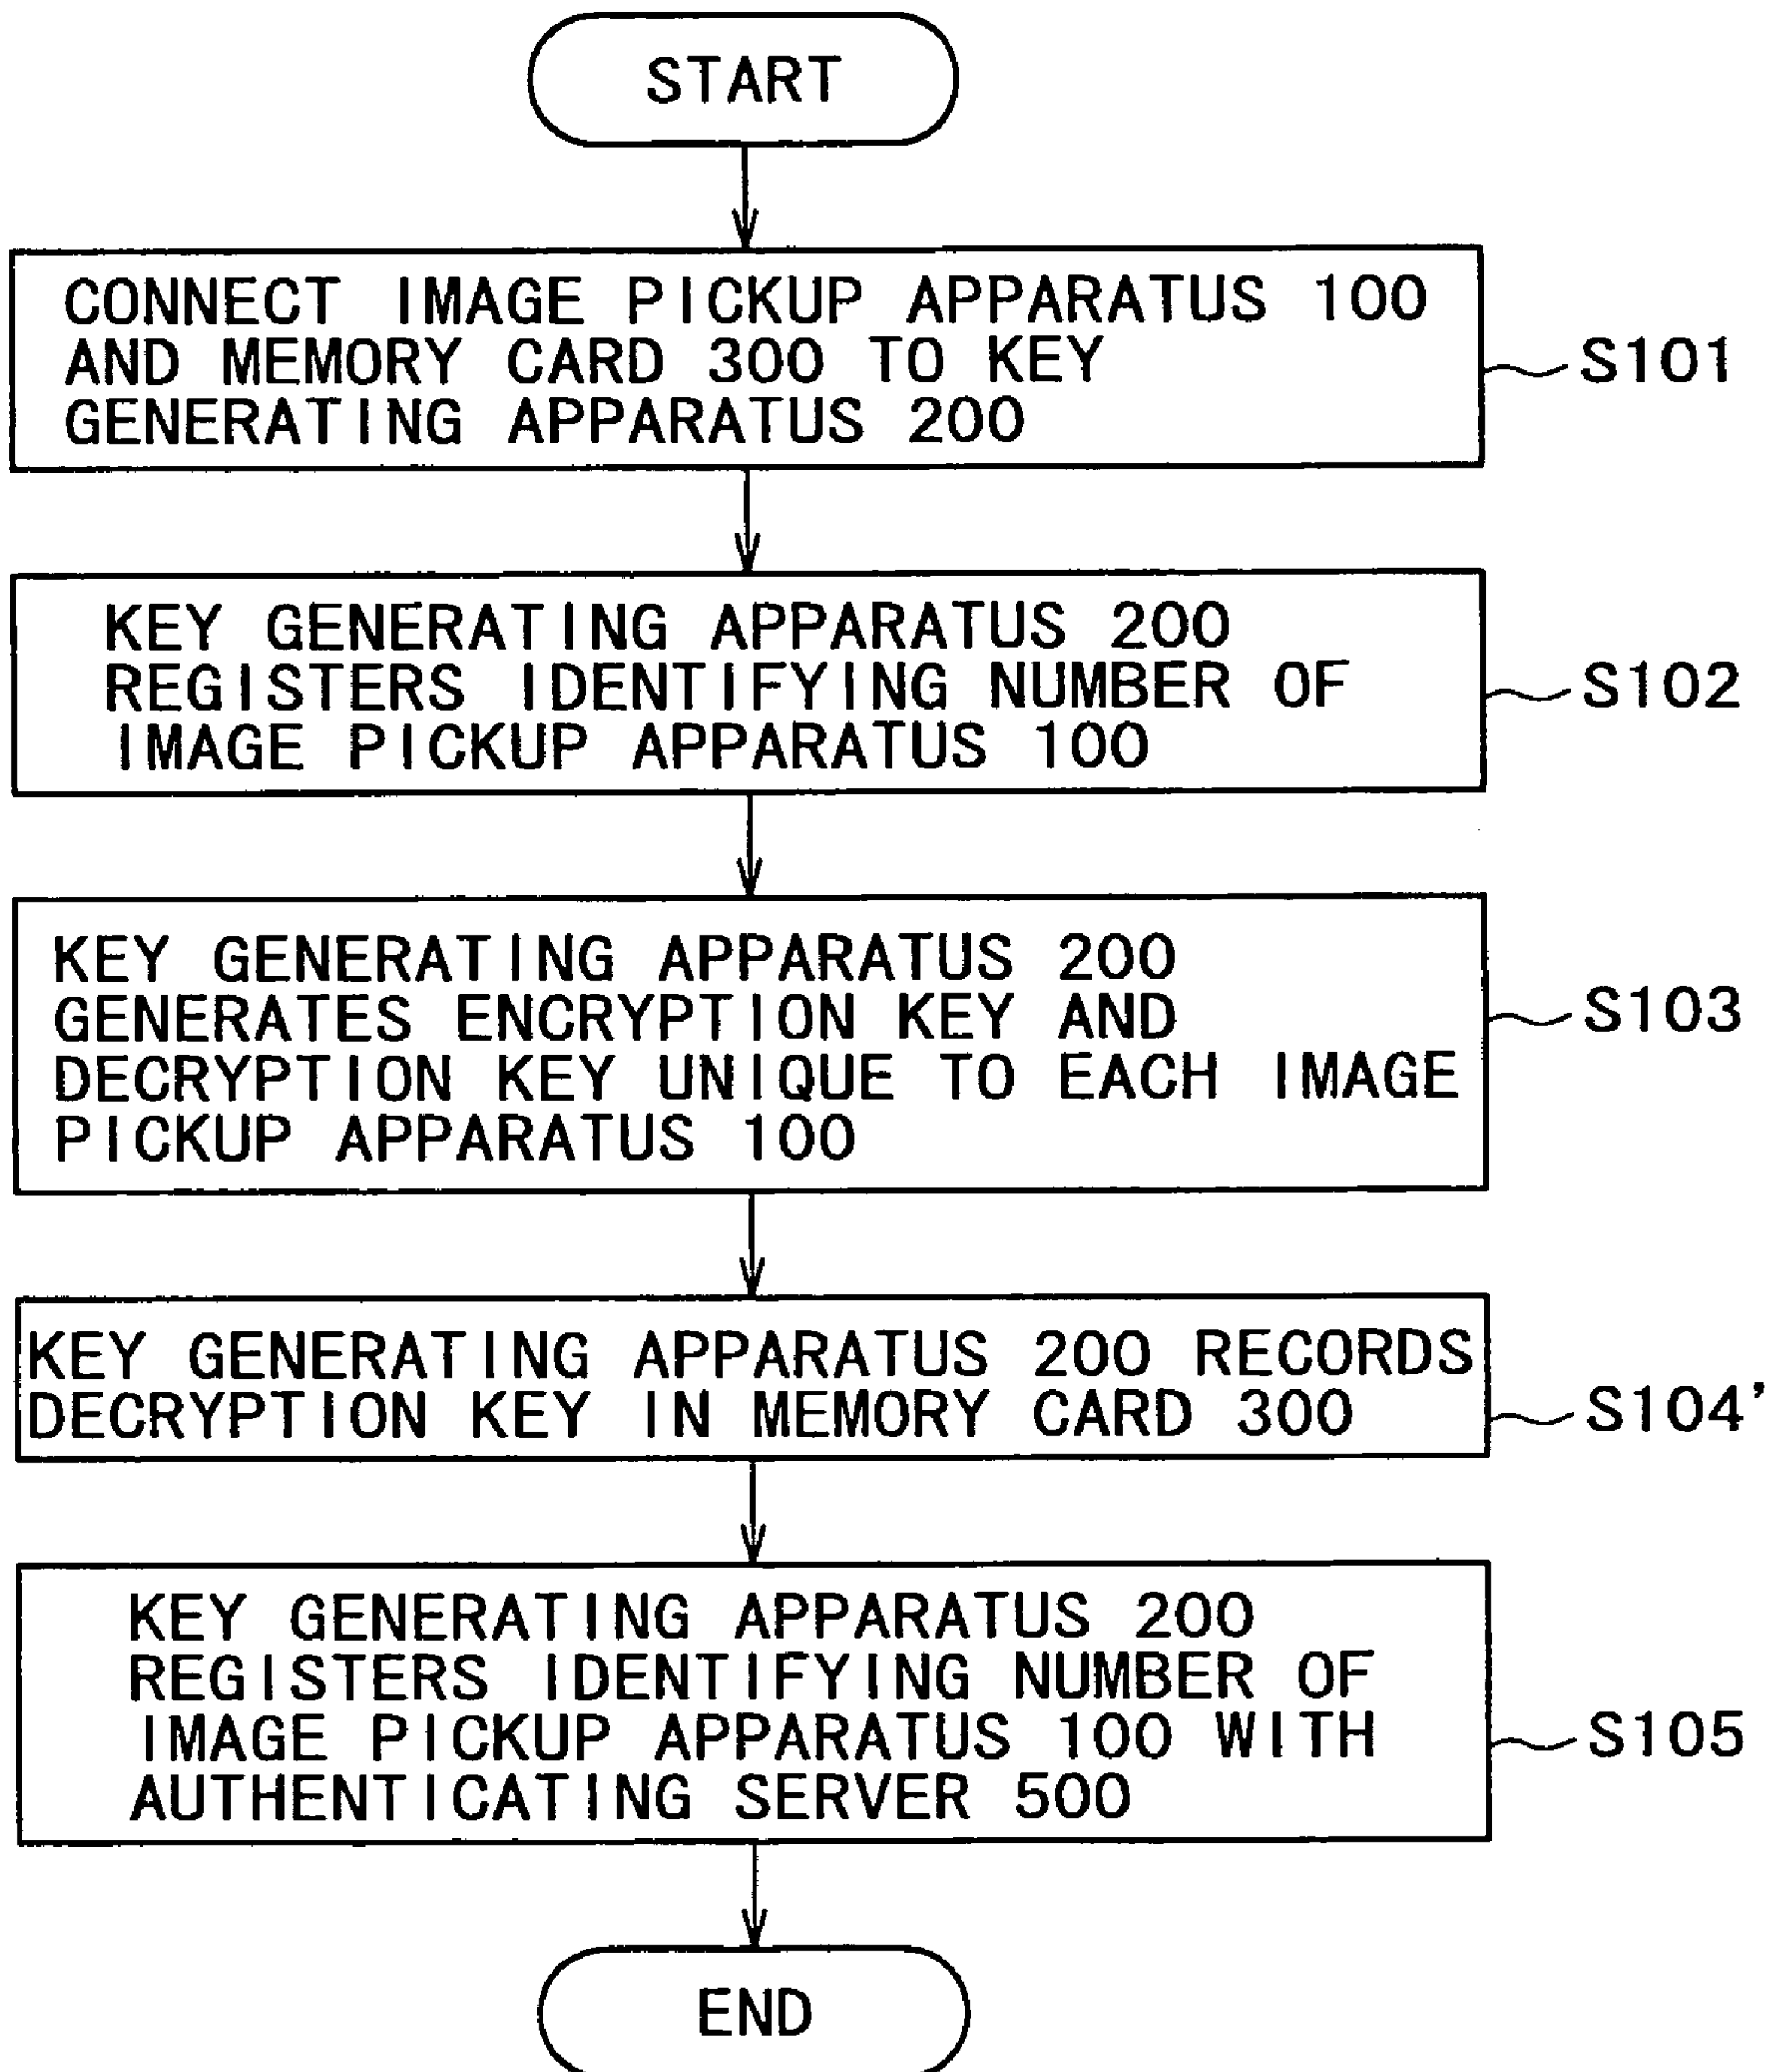 START
CONNECT IMAGE PICKUP APPARATUS 100
AND MEMORY CARD 300 TO KEY
GENERATING APPARATUS 200
S101
KEY GENERATING APPARATUS 200
REGISTERS IDENTIFYING NUMBER OF
IMAGE PICKUP APPARATUS 100
S102
KEY GENERATING APPARATUS 200
GENERATES ENCRYPTION KEY AND
DECRYPTION KEY UNIQUE TO EACH IMAGE
PICKUP APPARATUS 100
S103
KEY GENERATING APPARATUS 200 RECORDS
DECRYPTION KEY IN MEMORY CARD 300
S104'
KEY GENERATING APPARATUS 200
REGISTERS IDENTIFYING NUMBER OF
IMAGE PICKUP APPARATUS 100 WITH
AUTHENTICATING SERVER 500
S105
END